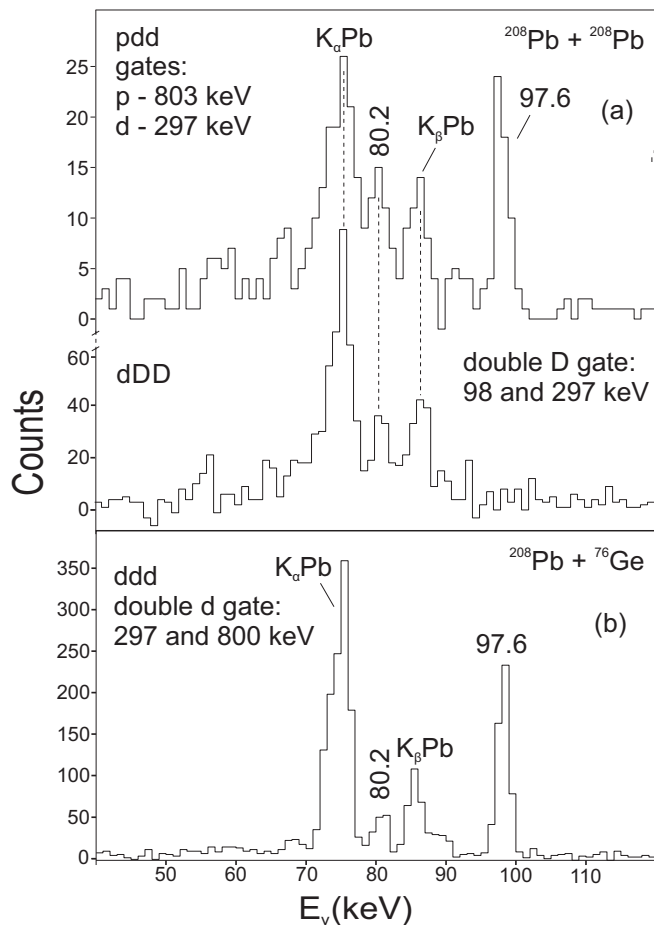 pdd
gates:
p - 803 keV
d - 297 keV
KαPb
80.2
KβPb
²⁰⁸Pb + ²⁰⁸Pb
97.6
(a)
25
20
15
10
5
0
dDD
double D gate:
98 and 297 keV
60
40
20
0
Counts
ddd
double d gate:
297 and 800 keV
KαPb
80.2
KβPb
97.6
²⁰⁸Pb + ⁷⁶Ge
(b)
350
300
250
200
150
100
50
0
50 60 70 80 90 100 110
Eγ(keV)